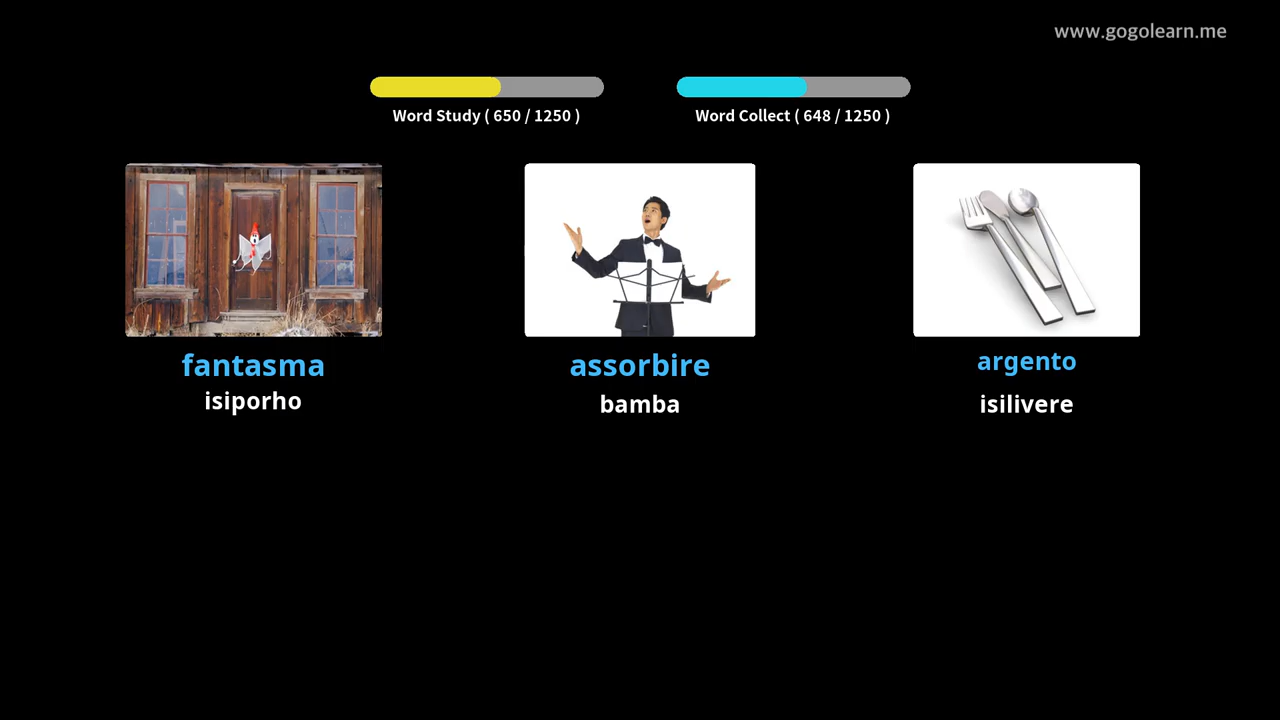 www.gogolearn.me
Word Study ( 650 / 1250 )
Word Collect ( 648 / 1250 )
fantasma
isiporho
assorbire
bamba
argento
isilivere